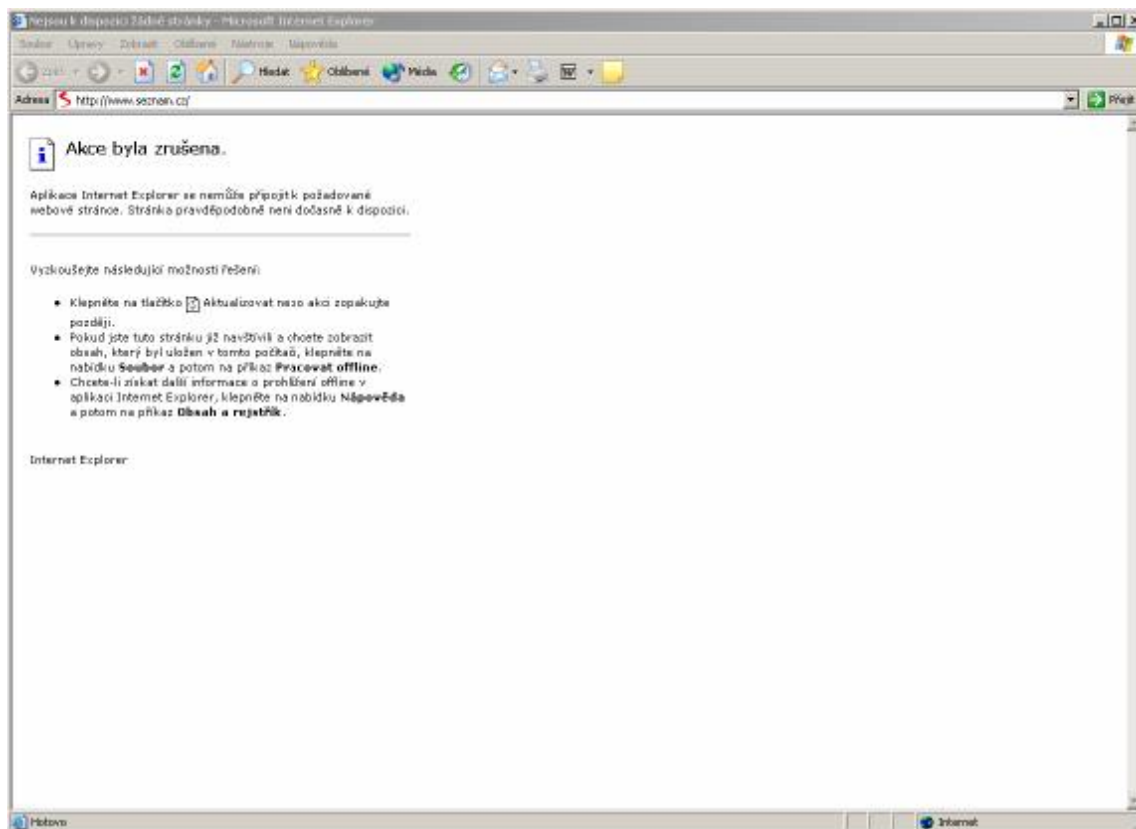 Nejsou k dispozici žádné stránky - Microsoft Internet Explorer
Soubor Úpravy Zobrazit Oblíbené Nástroje Nápověda
Hledat Oblíbené Média
Adresa http://www.seznam.cz/ Přejít
Akce byla zrušena.
Aplikace Internet Explorer se nemůže připojit k požadované
webové stránce. Stránka pravděpodobně není dočasně k dispozici.
Vyzkoušejte následující možnosti řešení:
• Klepněte na tlačítko Aktualizovat nebo akci zopakujte
později.
• Pokud jste tuto stránku již navštívili a chcete zobrazit
obsah, který byl uložen v tomto počítači, klepněte na
nabídku Soubor a potom na příkaz Pracovat offline.
• Chcete-li získat další informace o prohlížení offline v
aplikaci Internet Explorer, klepněte na nabídku Nápověda
a potom na příkaz Obsah a rejstřík.
Internet Explorer
Hotovo Internet